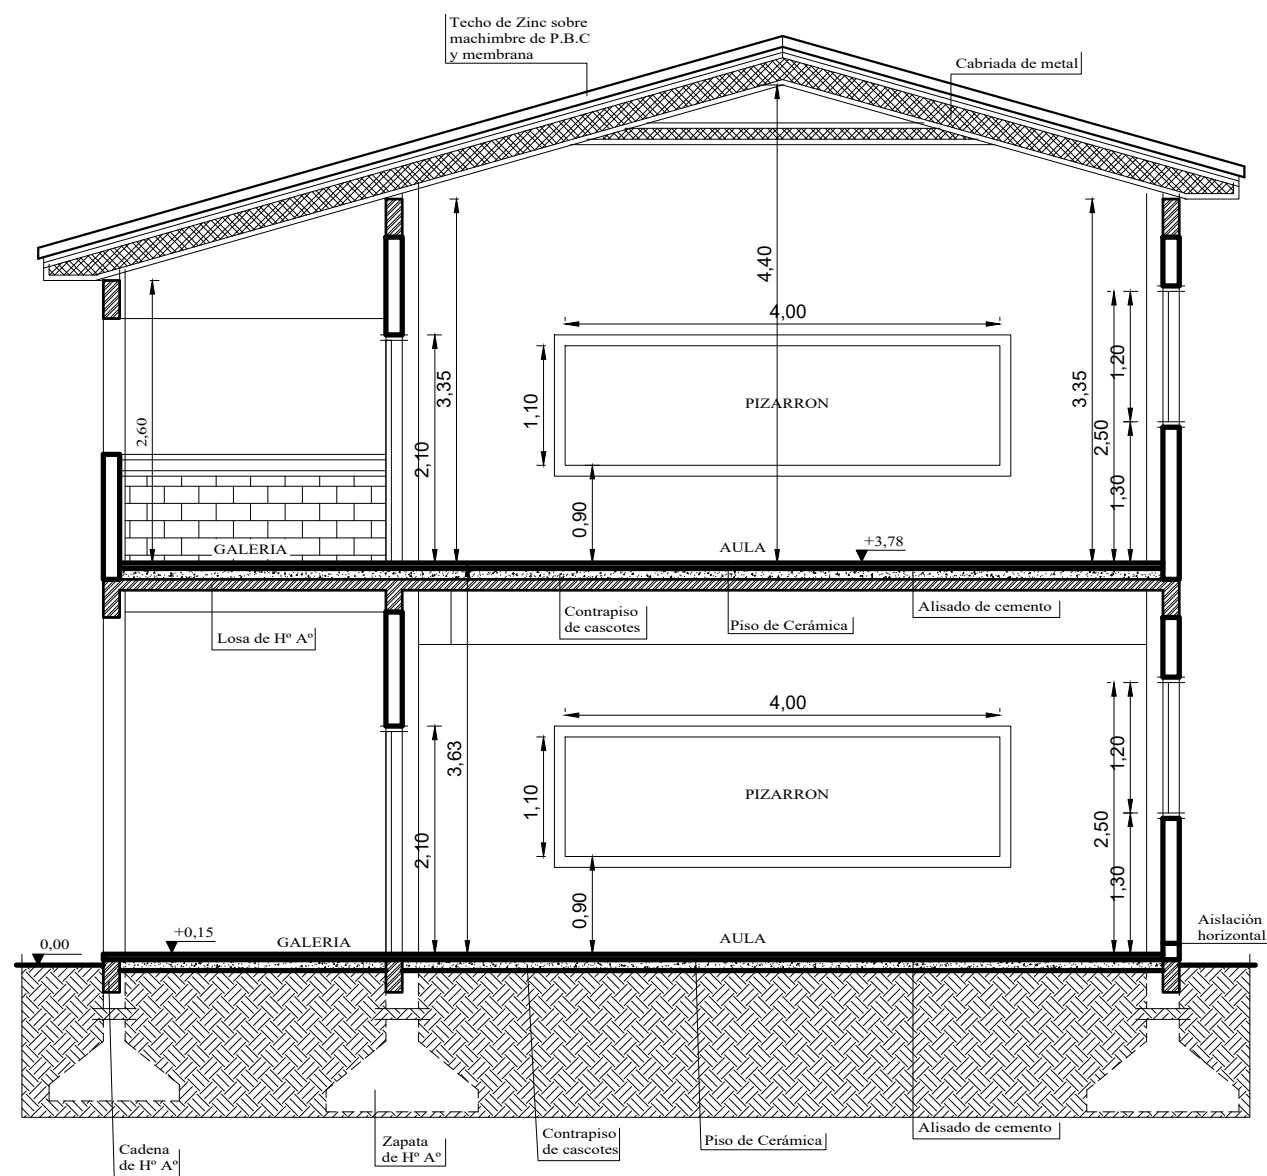 Techo de Zinc sobre
machimbre de P.B.C
y membrana
Cabriada de metal
4,40
4,00
3,35
3,35
1,20
1,10
PIZARRON
2,60
2,10
2,50
1,30
0,90
GALERIA
AULA
+3,78
Losa de Hº Aº
Contrapiso
de cascotes
Piso de Cerámica
Alisado de cemento
4,00
3,63
1,20
1,10
PIZARRON
2,10
2,50
1,30
0,90
0,00
+0,15
GALERIA
AULA
Aislación
horizontal
Cadena
de Hº Aº
Zapata
de Hº Aº
Contrapiso
de cascotes
Piso de Cerámica
Alisado de cemento